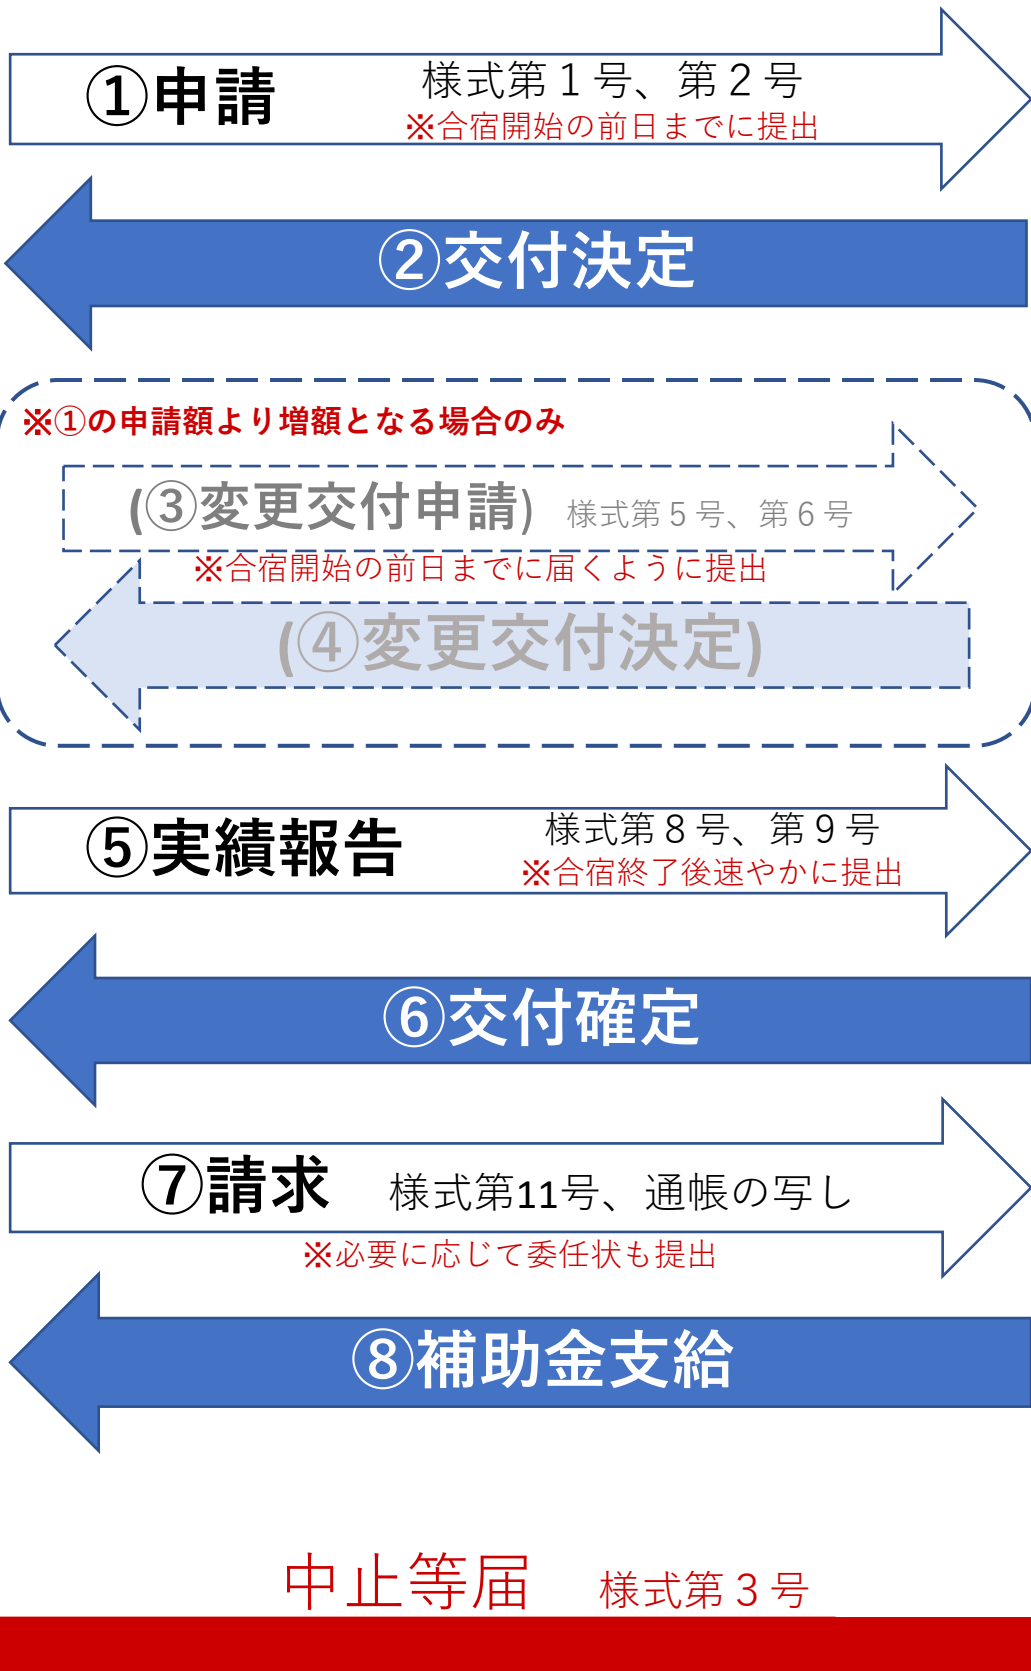 ①申請 様式第１号、第２号
※合宿開始の前日までに提出
②交付決定
※①の申請額より増額となる場合のみ
(③変更交付申請) 様式第５号、第６号
※合宿開始の前日までに届くように提出
(④変更交付決定)
⑤実績報告 様式第８号、第９号
※合宿終了後速やかに提出
⑥交付確定
⑦請求 様式第11号、通帳の写し
※必要に応じて委任状も提出
⑧補助金支給
中止等届 様式第３号